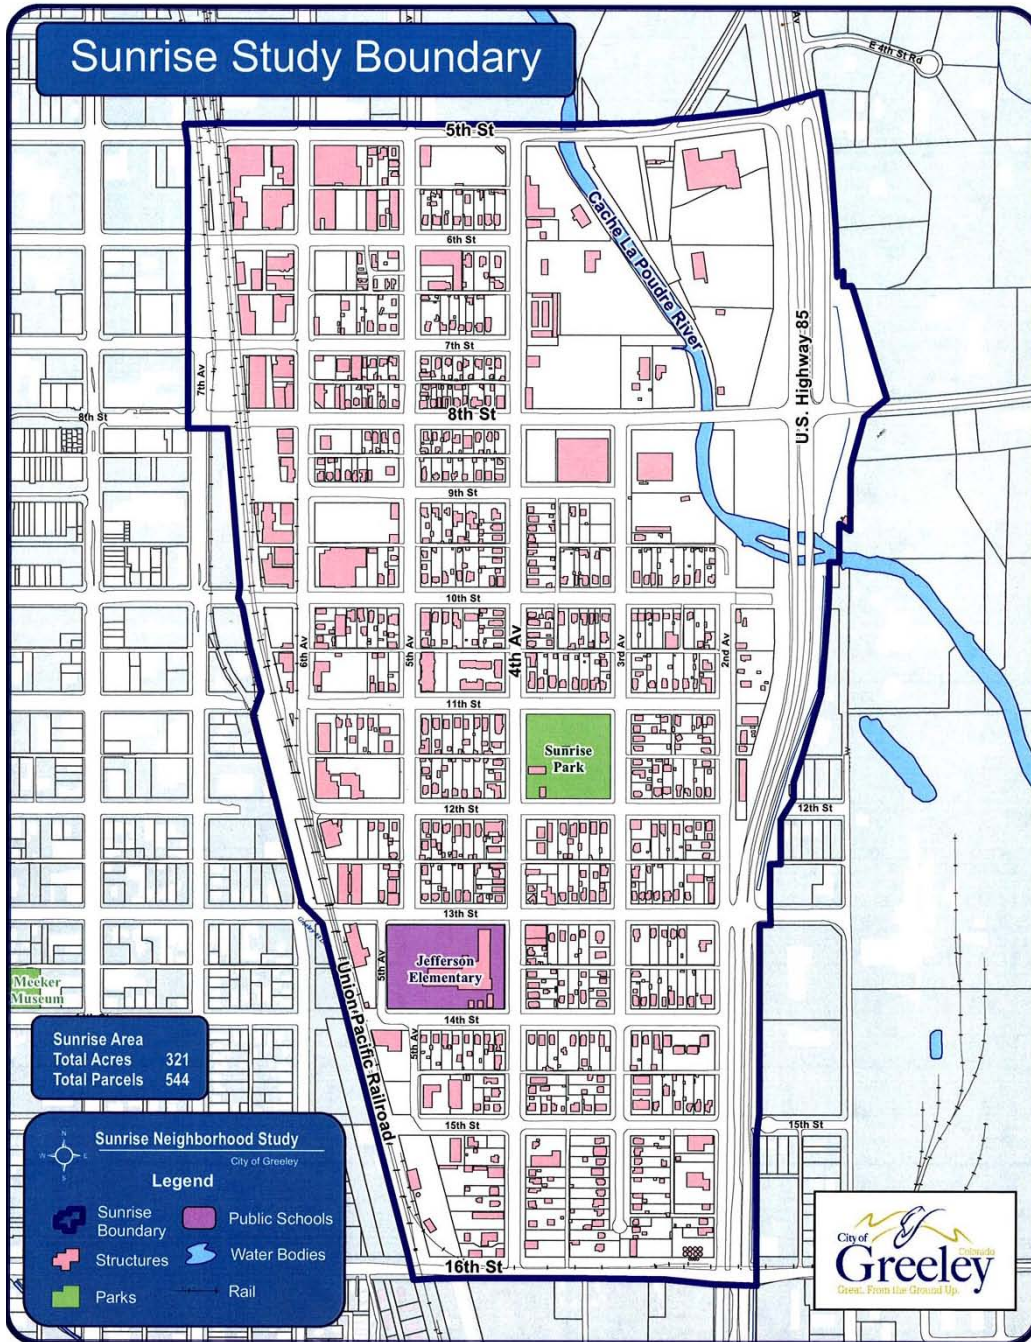 Sunrise Study Boundary
E 4th St Rd
Av
5th St
Cache La Poudre River
6th St
7th St
7th Av
U.S. Highway 85
8th St
8th St
9th St
10th St
6th Av
5th Av
4th Av
3rd Av
2nd Av
11th St
Sunrise
Park
12th St
12th St
13th St
5th Av
Jefferson
Elementary
Meeker
Museum
14th St
5th Av
Union Pacific Railroad
15th St
15th St
16th St
Sunrise Area
Total Acres 321
Total Parcels 544
N
W E
S
Sunrise Neighborhood Study
City of Greeley
Legend
Sunrise
Boundary
Public Schools
Structures
Water Bodies
Parks
Rail
City of
Greeley
Colorado
Great. From the Ground Up.